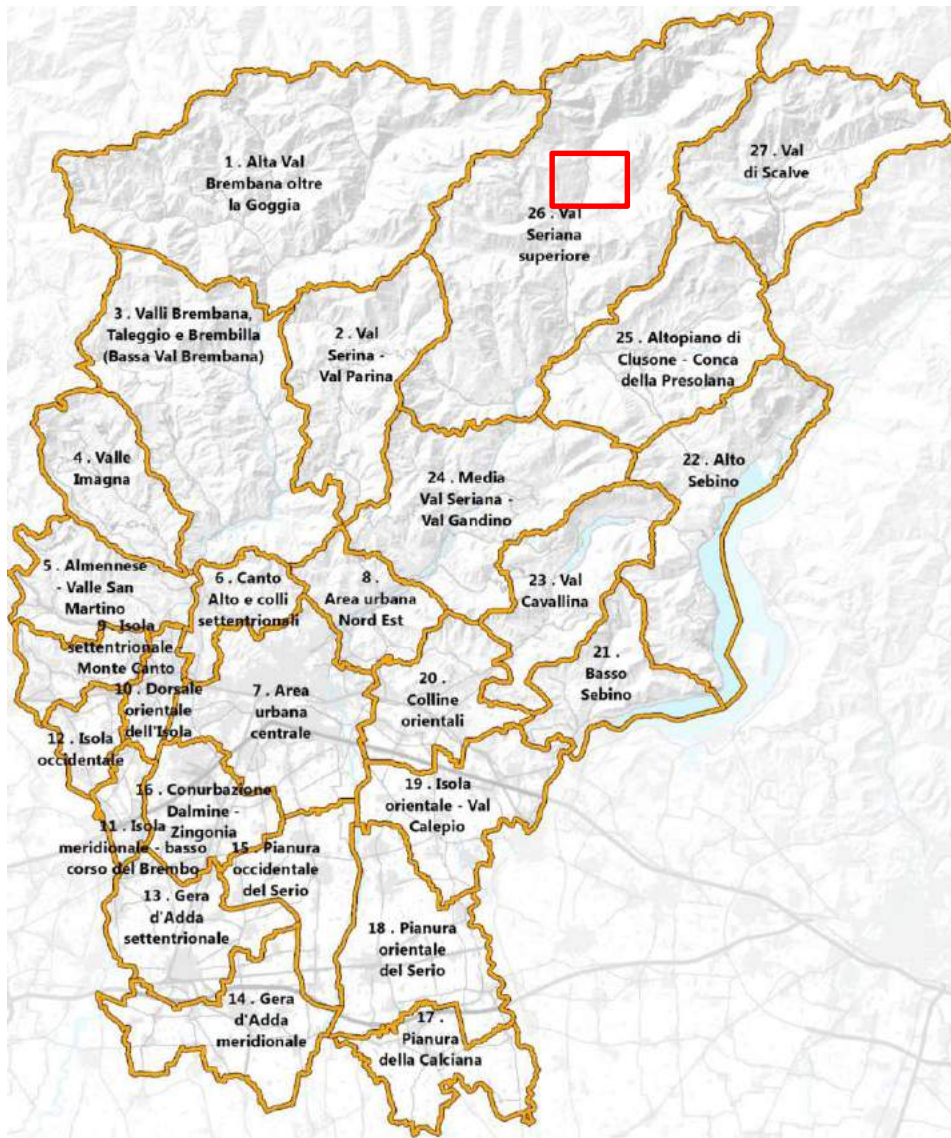 1 . Alta Val
Brembana oltre
la Goggia
27 . Val
di Scalve
26 . Val
Seriana
superiore
3 . Valli Brembana,
Taleggio e Brembilla
(Bassa Val Brembana)
2 . Val
Serina -
Val Parina
25 . Altopiano di
Clusone - Conca
della Presolana
4 . Valle
Imagna
24 . Media
Val Seriana -
Val Gandino
22 . Alto
Sebino
5 . Almennese
- Valle San
Martino
6 . Canto
Alto e colli
settentrionali
8 .
Area urbana
Nord Est
23 . Val
Cavallina
9 . Isola
settentrionale
Monte Canto
21 .
Basso
Sebino
10 . Dorsale
orientale
dell'Isola
7 . Area
urbana
centrale
20 .
Colline
orientali
12 . Isola
occidentale
16 . Conurbazione
Dalmine -
Zingonia
19 . Isola
orientale - Val
Calepio
11 . Isola
meridionale - basso
corso del Brembo
15 . Pianura
occidentale
del Serio
13 . Gera
d'Adda
settentrionale
18 . Pianura
orientale
del Serio
14 . Gera
d'Adda
meridionale
17 .
Pianura
della Calciana